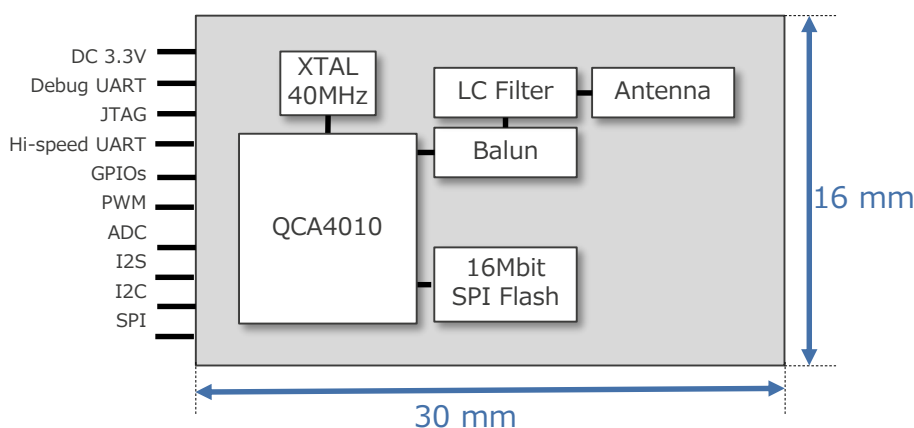 DC 3.3V
Debug UART
JTAG
Hi-speed UART
GPIOs
PWM
ADC
I2S
I2C
SPI
XTAL
40MHz
LC Filter
Antenna
Balun
QCA4010
16Mbit
SPI Flash
16 mm
30 mm